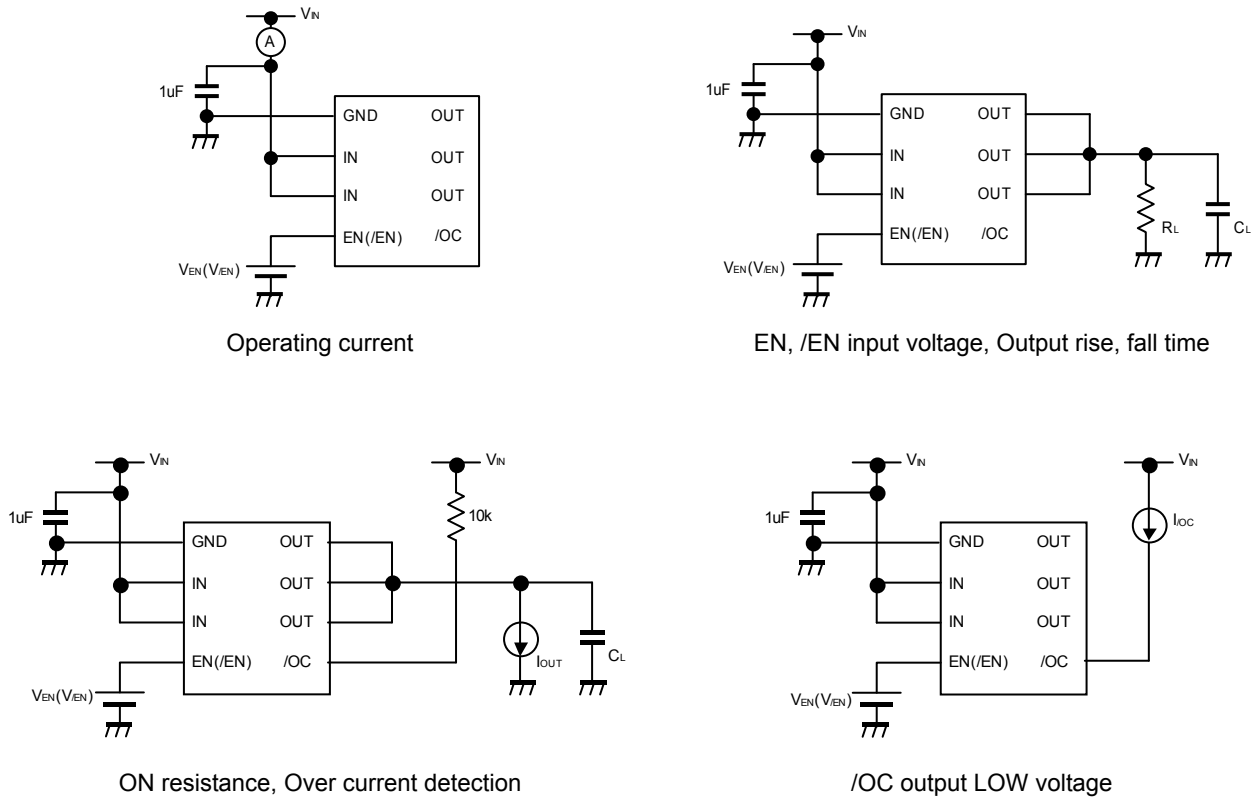 VIN
A
1uF
GND OUT
IN OUT
IN OUT
EN(/EN) /OC
VEN(V/EN)
Operating current
VIN
1uF
GND OUT
IN OUT
IN OUT
EN(/EN) /OC
VEN(V/EN)
RL
CL
EN, /EN input voltage, Output rise, fall time
VIN
VIN
1uF
10k
GND OUT
IN OUT
IN OUT
EN(/EN) /OC
VEN(V/EN)
IOUT
CL
ON resistance, Over current detection
VIN
VIN
1uF
I/OC
GND OUT
IN OUT
IN OUT
EN(/EN) /OC
VEN(V/EN)
/OC output LOW voltage